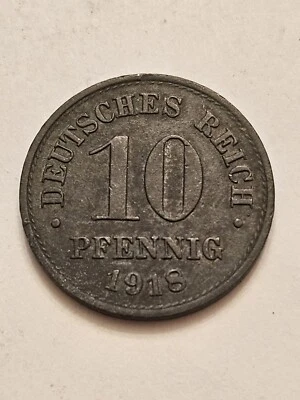 · DEUTSCHES REICH ·
10
PFENNIG
1918